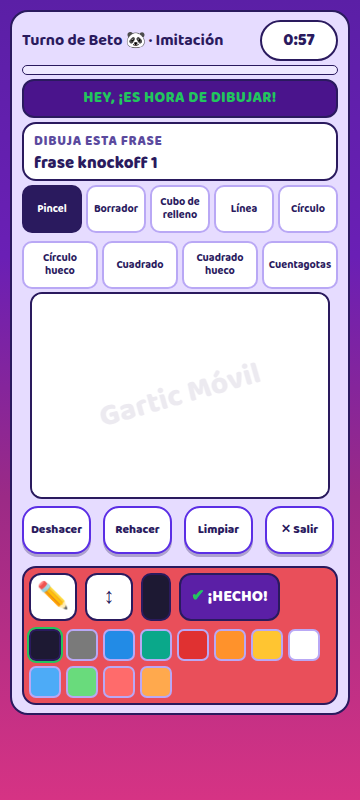 Turno de Beto 🐼 · Imitación
0:57
HEY, ¡ES HORA DE DIBUJAR!
DIBUJA ESTA FRASE
frase knockoff 1
Pincel
Borrador
Cubo de
relleno
Línea
Círculo
Círculo
hueco
Cuadrado
Cuadrado
hueco
Cuentagotas
Gartic Móvil
Deshacer
Rehacer
Limpiar
✕ Salir
↕
✔ ¡HECHO!